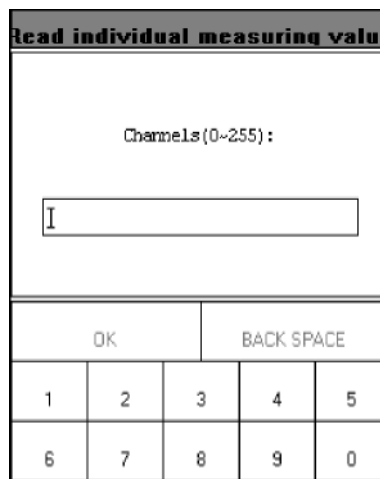 Read individual measuring valu
Channels(0~255):
OK BACK SPACE
1 2 3 4 5
6 7 8 9 0